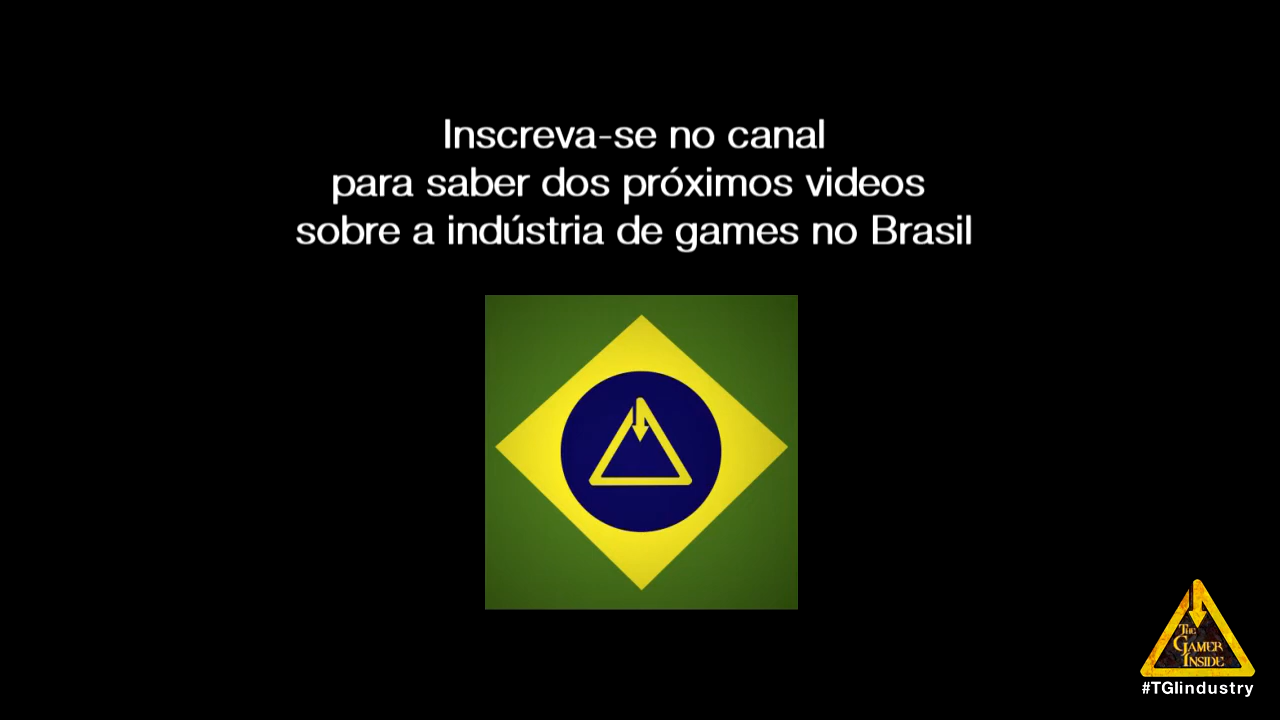 Inscreva-se no canal
para saber dos próximos videos
sobre a indústria de games no Brasil
The
Gamer
Inside
#TGIindustry